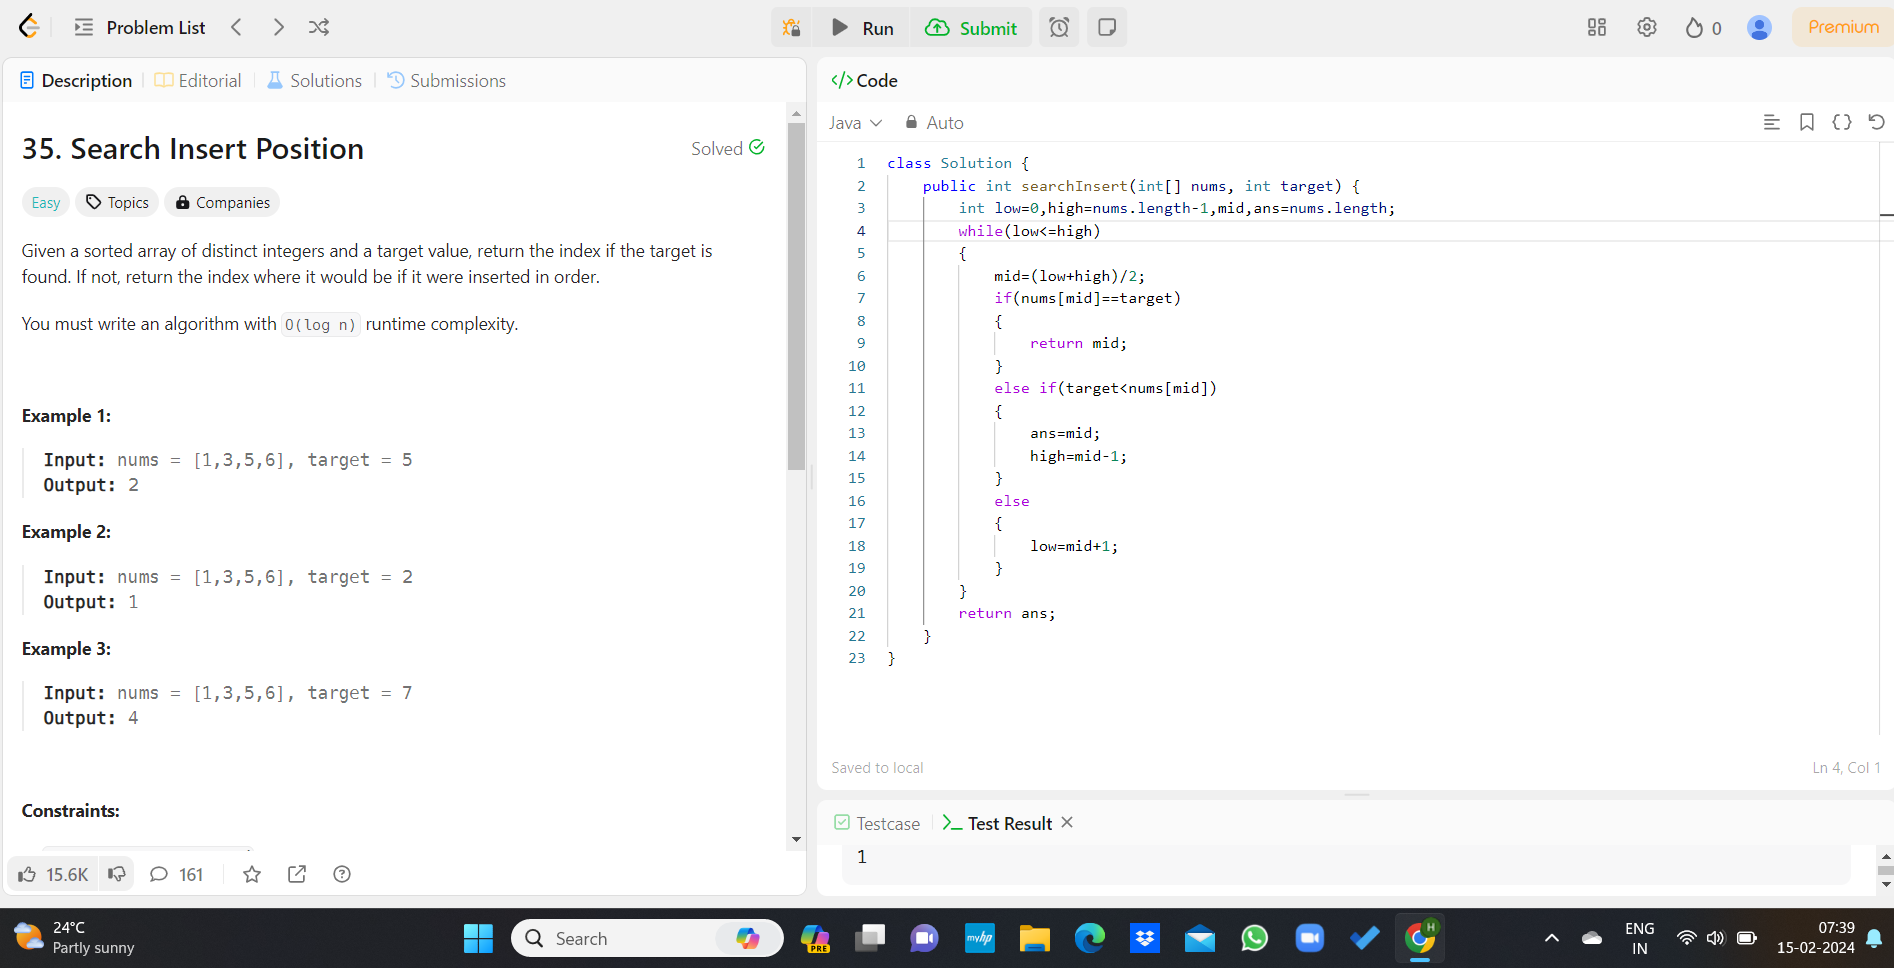 Problem List
Run
Submit
0
Premium
Description
Editorial
Solutions
Submissions
35. Search Insert Position
Solved
Easy
Topics
Companies
Given a sorted array of distinct integers and a target value, return the index if the target is
found. If not, return the index where it would be if it were inserted in order.
You must write an algorithm with O(log n) runtime complexity.
Example 1:
Input: nums = [1,3,5,6], target = 5
Output: 2
Example 2:
Input: nums = [1,3,5,6], target = 2
Output: 1
Example 3:
Input: nums = [1,3,5,6], target = 7
Output: 4
Constraints:
15.6K
161
</> Code
Java
Auto
1 class Solution {
2 public int searchInsert(int[] nums, int target) {
3 int low=0,high=nums.length-1,mid,ans=nums.length;
4 while(low<=high)
5 {
6 mid=(low+high)/2;
7 if(nums[mid]==target)
8 {
9 return mid;
10 }
11 else if(target<nums[mid])
12 {
13 ans=mid;
14 high=mid-1;
15 }
16 else
17 {
18 low=mid+1;
19 }
20 }
21 return ans;
22 }
23 }
Saved to local
Ln 4, Col 1
Testcase
Test Result
1
24°C
Partly sunny
Search
PRE
myhp
H
ENG
IN
07:39
15-02-2024